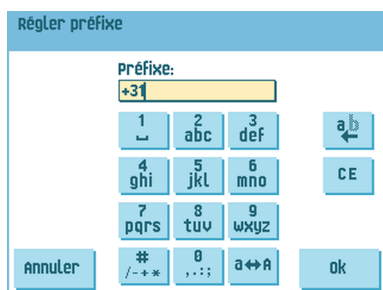 Régler préfixe
Préfixe:
+31
1 2 3
␣ abc def ab
4 5 6
ghi jkl mno CE
7 8 9
pqrs tuv wxyz
# 0
Annuler /-+* ,.:; a↔A Ok